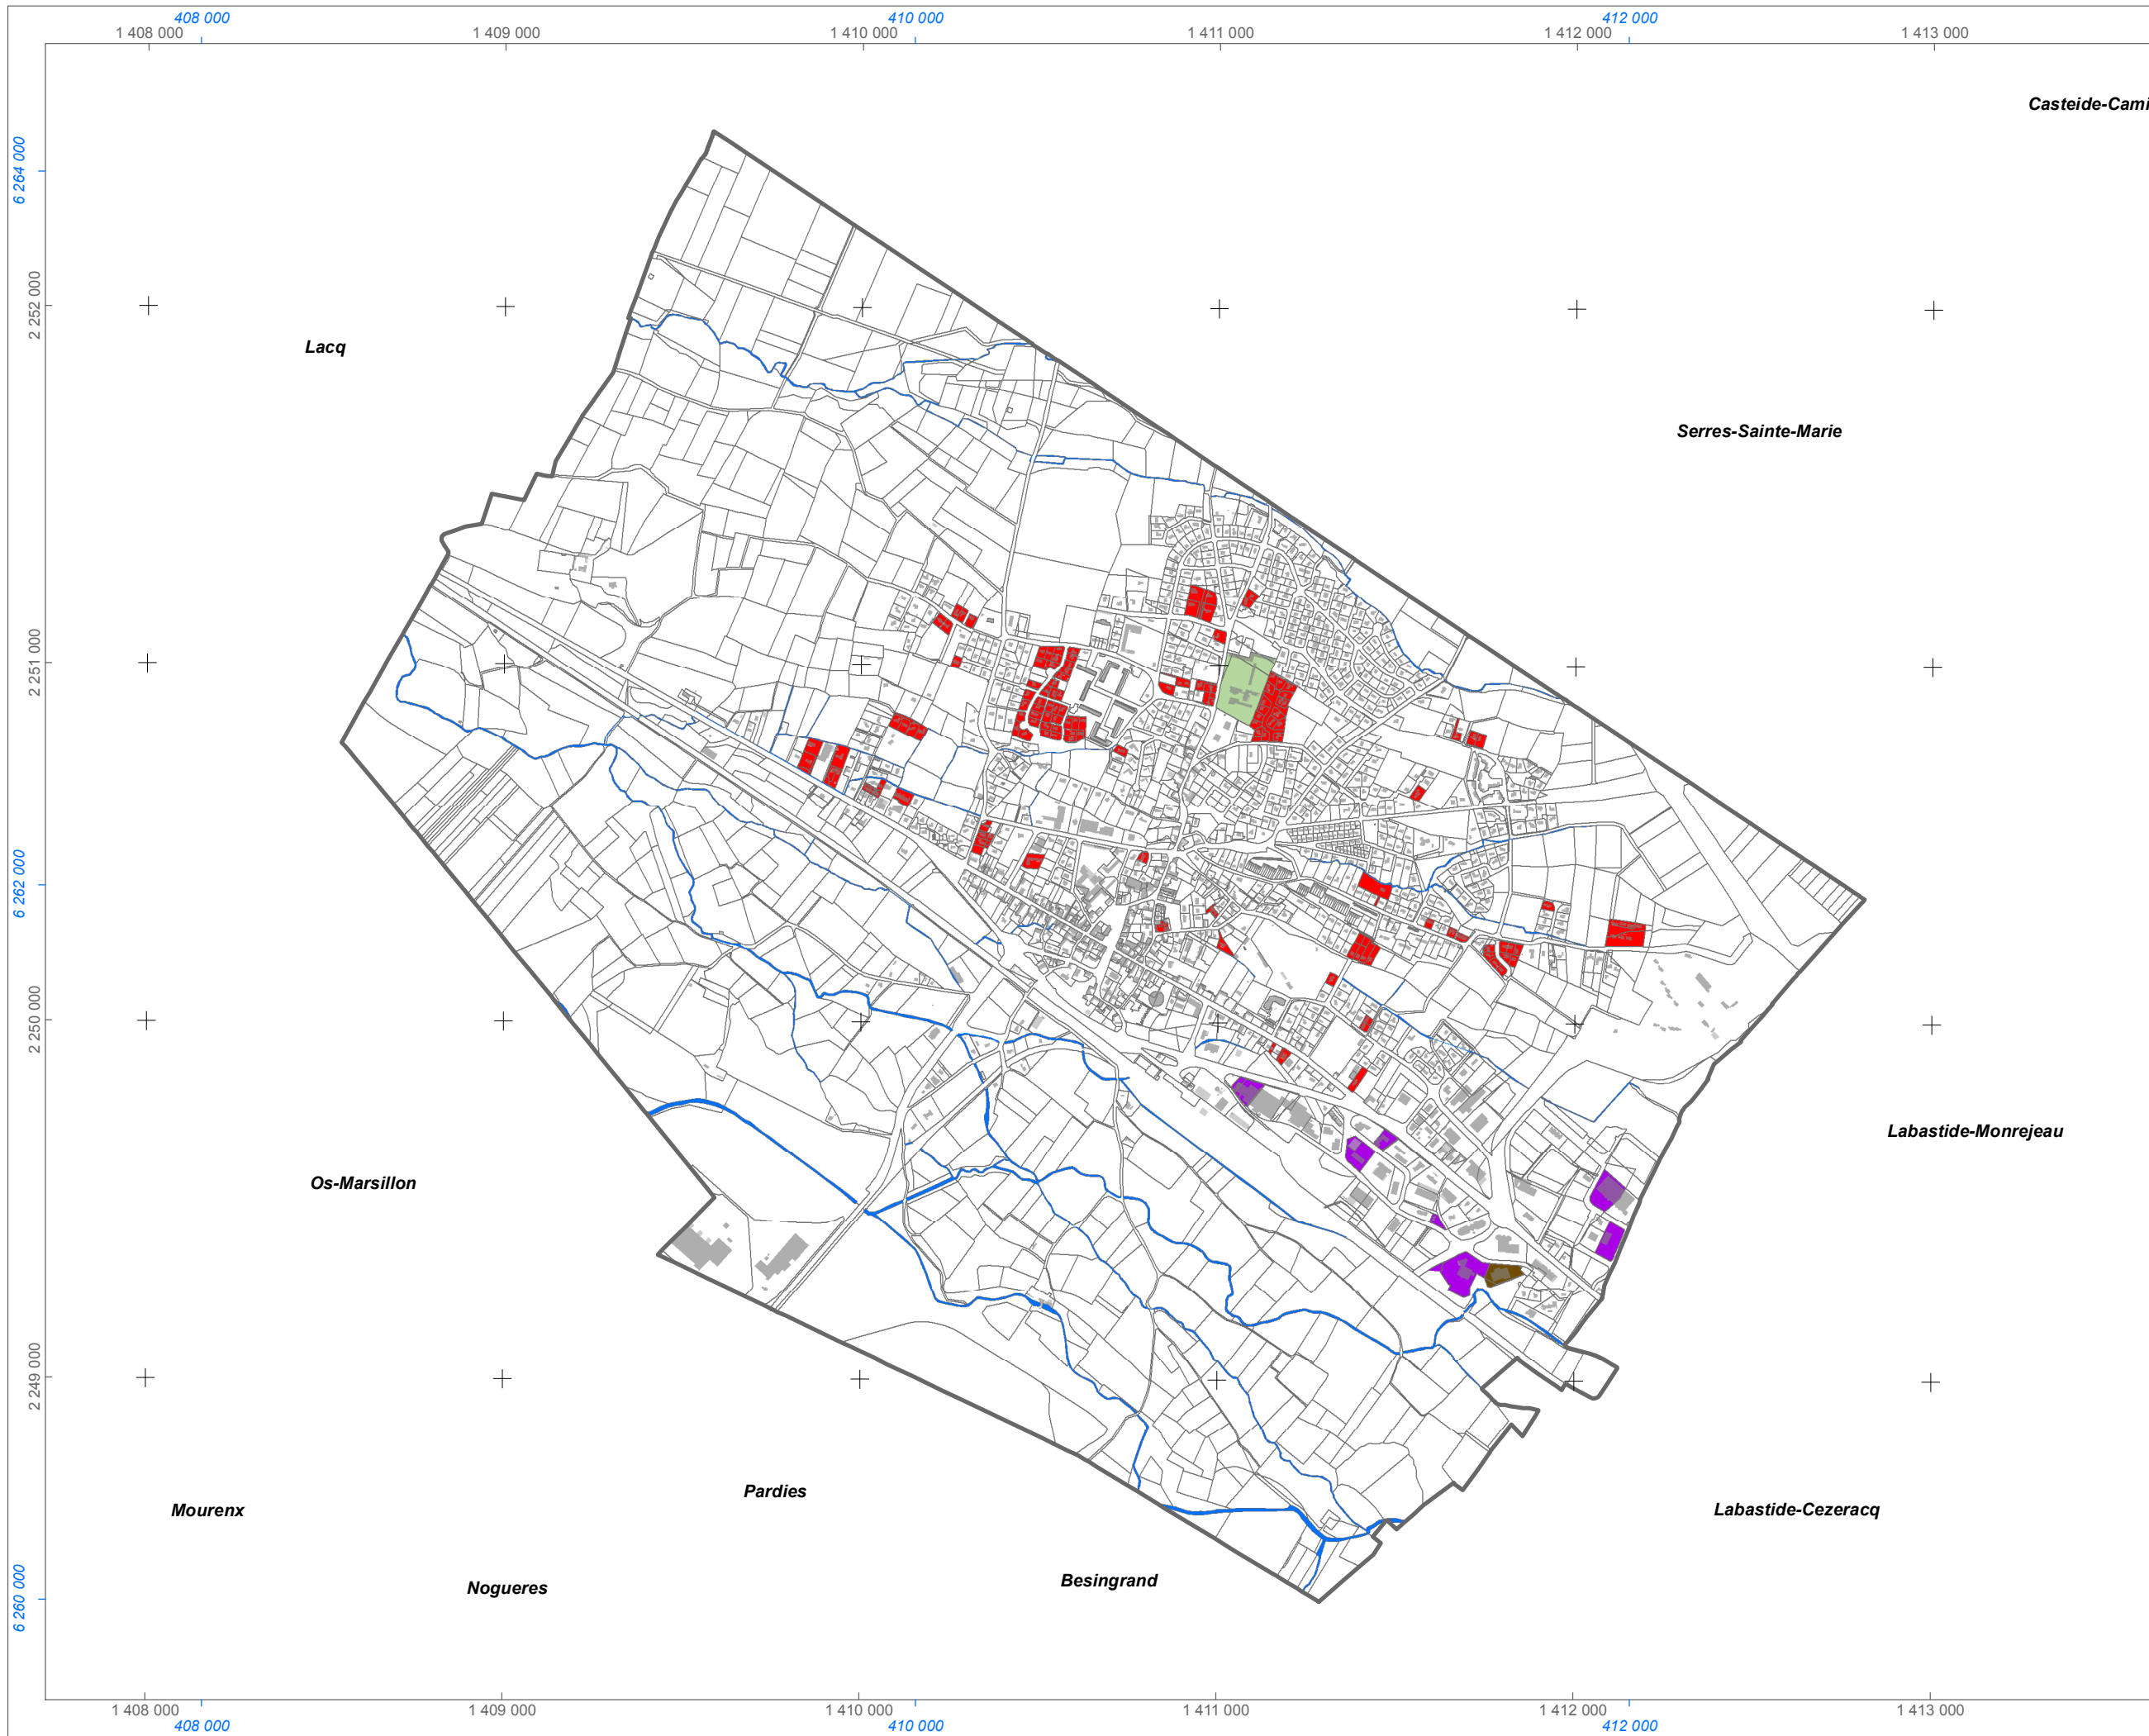 408 000 410 000 412 000
1 408 000 1 409 000 1 410 000 1 411 000 1 412 000 1 413 000
Casteide-Cami
6 264 000
2 252 000
Lacq
Serres-Sainte-Marie
2 251 000
6 262 000
2 250 000
Labastide-Monrejeau
Os-Marsillon
2 249 000
Pardies
Mourenx
Labastide-Cezeracq
Besingrand
Nogueres
6 260 000
1 408 000 1 409 000 1 410 000 1 411 000 1 412 000 1 413 000
408 000 410 000 412 000